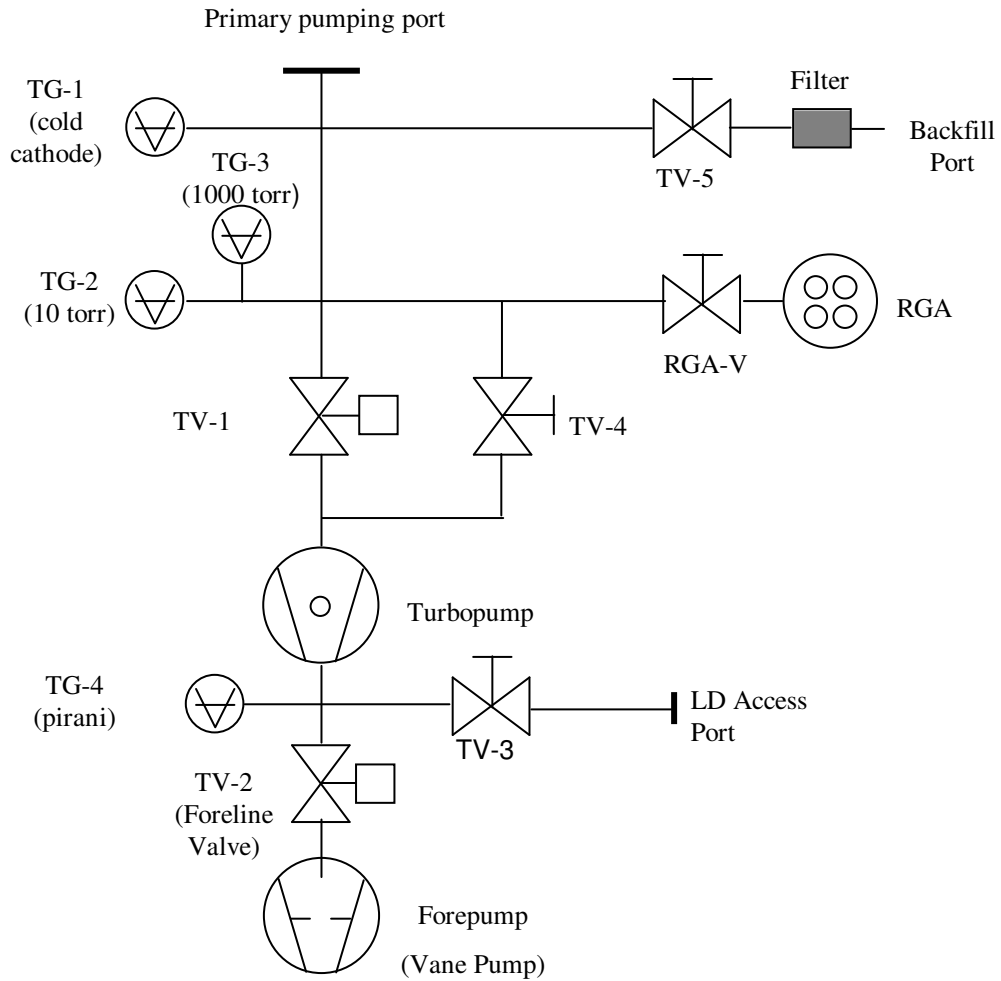 Primary pumping port
TG-1
(cold
cathode)
Filter
Backfill
Port
TV-5
TG-3
(1000 torr)
TG-2
(10 torr)
RGA
RGA-V
TV-1
TV-4
Turbopump
TG-4
(pirani)
LD Access
Port
TV-3
TV-2
(Foreline
Valve)
Forepump
(Vane Pump)